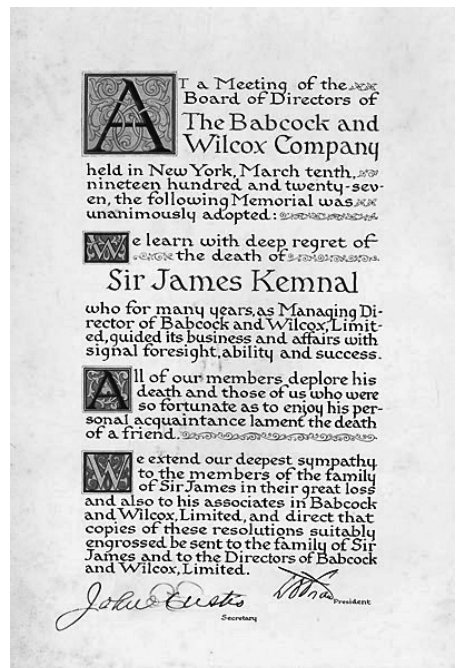 AT a Meeting of the
Board of Directors of
The Babcock and
Wilcox Company
held in New York, March tenth,
nineteen hundred and twenty-sev-
en, the following Memorial was
unanimously adopted:
We learn with deep regret of
the death of
Sir James Kemnal
who for many years, as Managing Di-
rector of Babcock and Wilcox, Limit-
ed, guided its business and affairs with
signal foresight, ability and success.
All of our members deplore his
death and those of us who were
so fortunate as to enjoy his per-
sonal acquaintance lament the death
of a friend.
We extend our deepest sympathy
to the members of the family
of Sir James in their great loss
and also to his associates in Babcock
and Wilcox, Limited, and direct that
copies of these resolutions suitably
engrossed be sent to the family of Sir
James and to the Directors of Babcock
and Wilcox, Limited.
President
Secretary